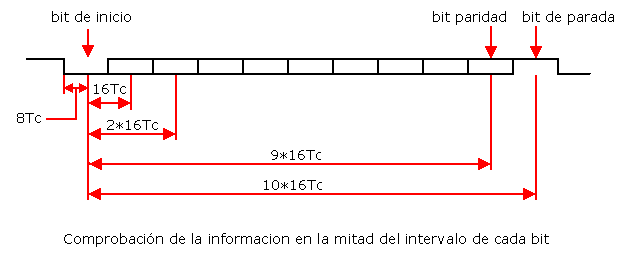 bit de inicio
bit paridad
bit de parada
16Tc
8Tc
2*16Tc
9*16Tc
10*16Tc
Comprobación de la informacion en la mitad del intervalo de cada bit